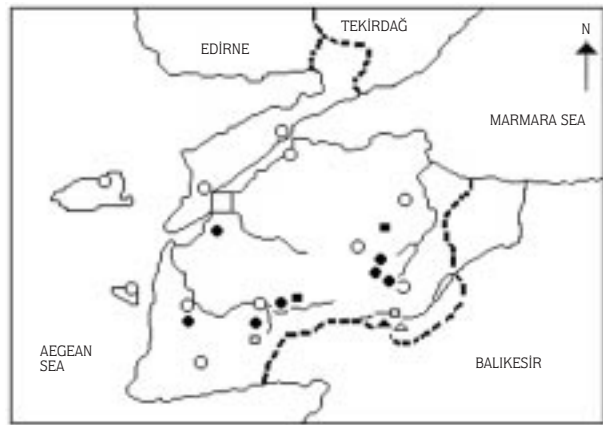 TEKİRDAĞ
EDİRNE
N
MARMARA SEA
AEGEAN
SEA
BALIKESİR